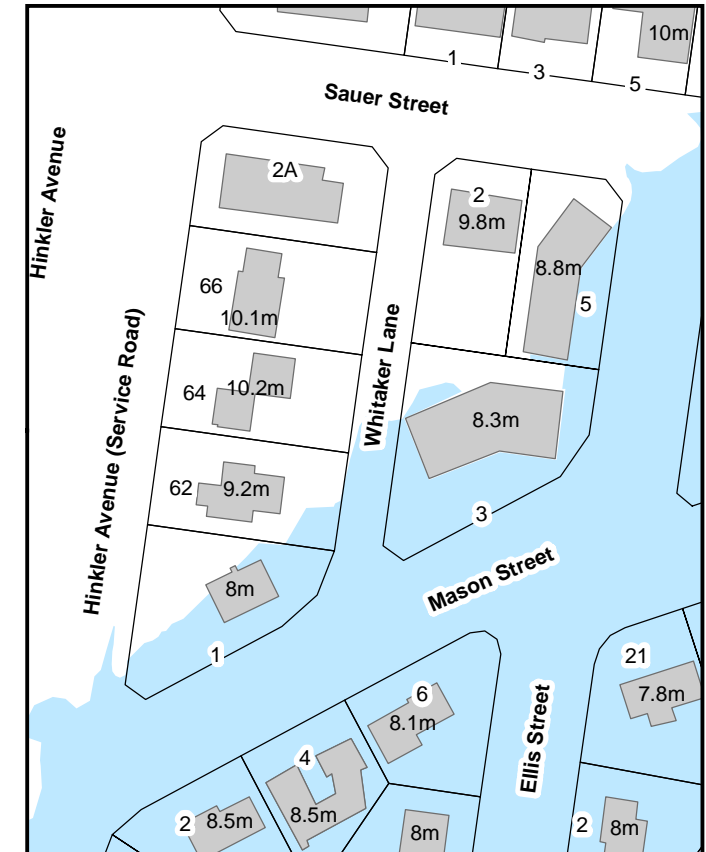 10m
1
3
5
Sauer Street
Hinkler Avenue
2A
2
9.8m
8.8m
5
66
10.1m
Whitaker Lane
64
10.2m
8.3m
Hinkler Avenue (Service Road)
62
9.2m
3
Mason Street
8m
1
21
7.8m
6
8.1m
Ellis Street
4
8.5m
2
8.5m
8m
2
8m